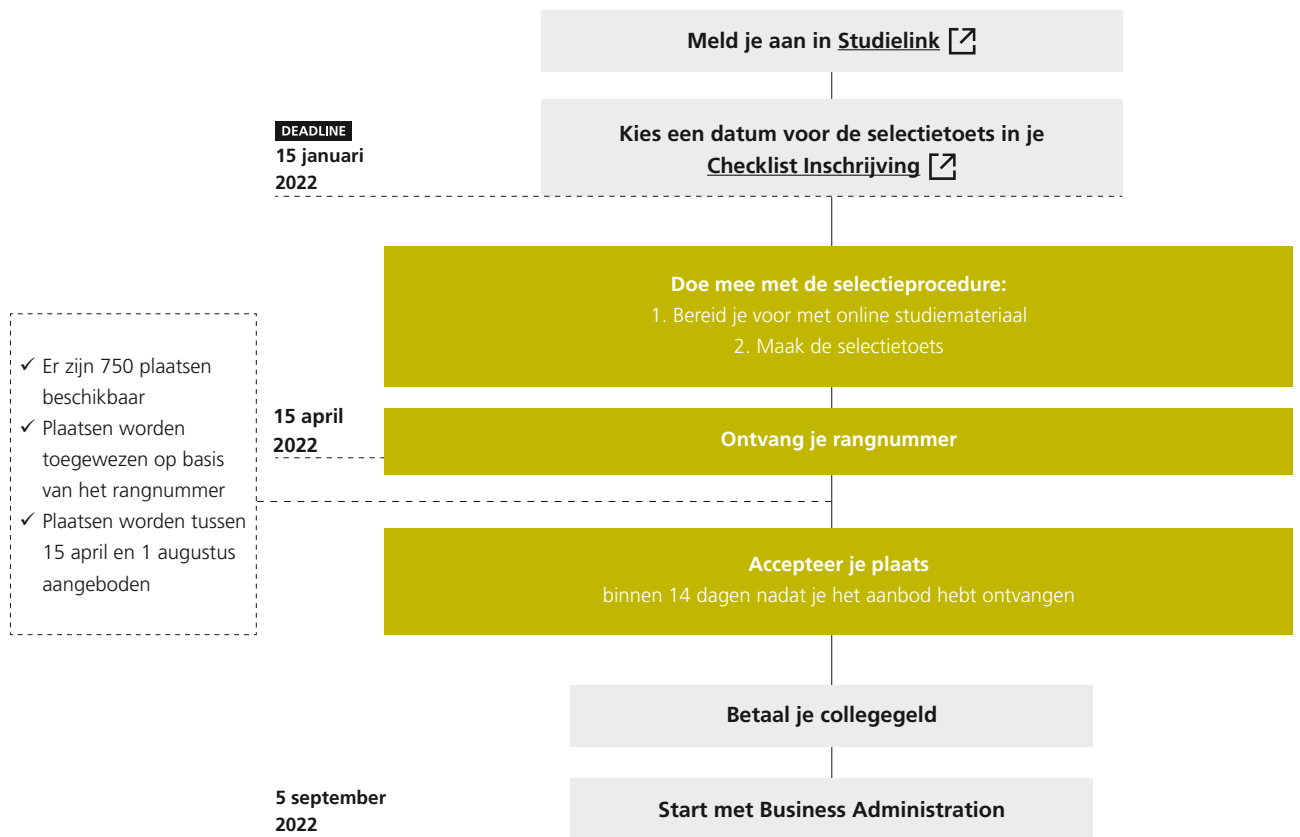 Meld je aan in Studielink
DEADLINE
15 januari
2022
Kies een datum voor de selectietoets in je
Checklist Inschrijving
Doe mee met de selectieprocedure:
1. Bereid je voor met online studiemateriaal
2. Maak de selectietoets
✓ Er zijn 750 plaatsen
beschikbaar
✓ Plaatsen worden
toegewezen op basis
van het rangnummer
✓ Plaatsen worden tussen
15 april en 1 augustus
aangeboden
15 april
2022
Ontvang je rangnummer
Accepteer je plaats
binnen 14 dagen nadat je het aanbod hebt ontvangen
Betaal je collegegeld
5 september
2022
Start met Business Administration